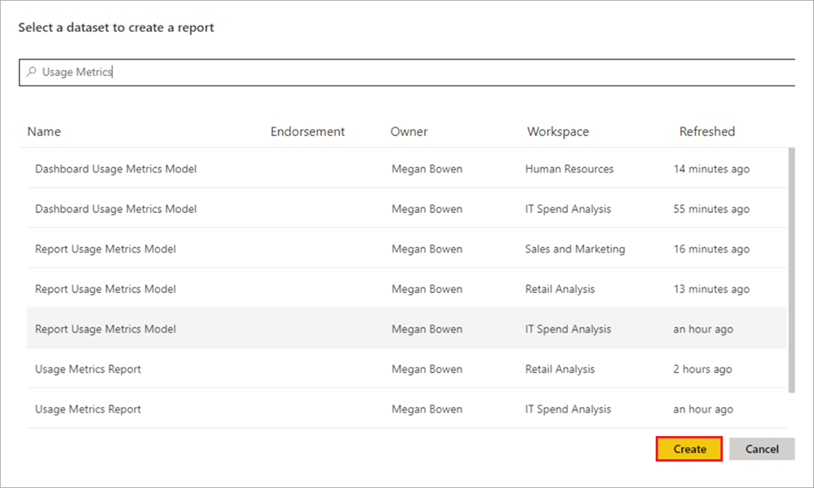 Select a dataset to create a report
Usage Metrics
Name Endorsement Owner Workspace Refreshed
Dashboard Usage Metrics Model Megan Bowen Human Resources 14 minutes ago
Dashboard Usage Metrics Model Megan Bowen IT Spend Analysis 55 minutes ago
Report Usage Metrics Model Megan Bowen Sales and Marketing 16 minutes ago
Report Usage Metrics Model Megan Bowen Retail Analysis 13 minutes ago
Report Usage Metrics Model Megan Bowen IT Spend Analysis an hour ago
Usage Metrics Report Megan Bowen Retail Analysis 2 hours ago
Usage Metrics Report Megan Bowen IT Spend Analysis an hour ago
Create Cancel